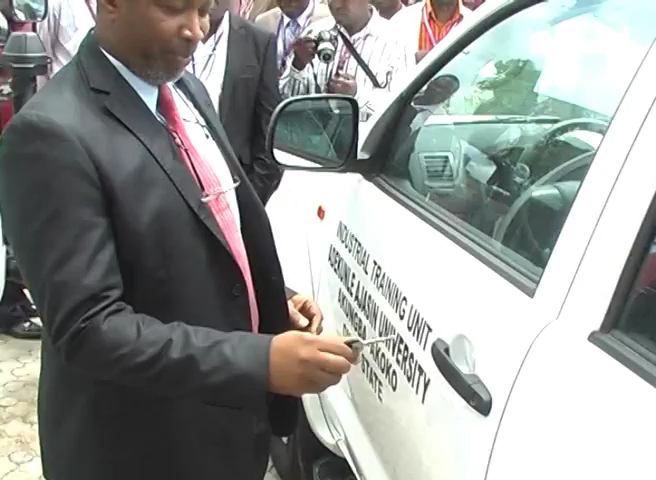 INDUSTRIAL TRAINING UNIT
ADEKUNLE AJASIN UNIVERSITY
AKUNGBA-AKOKO
STATE